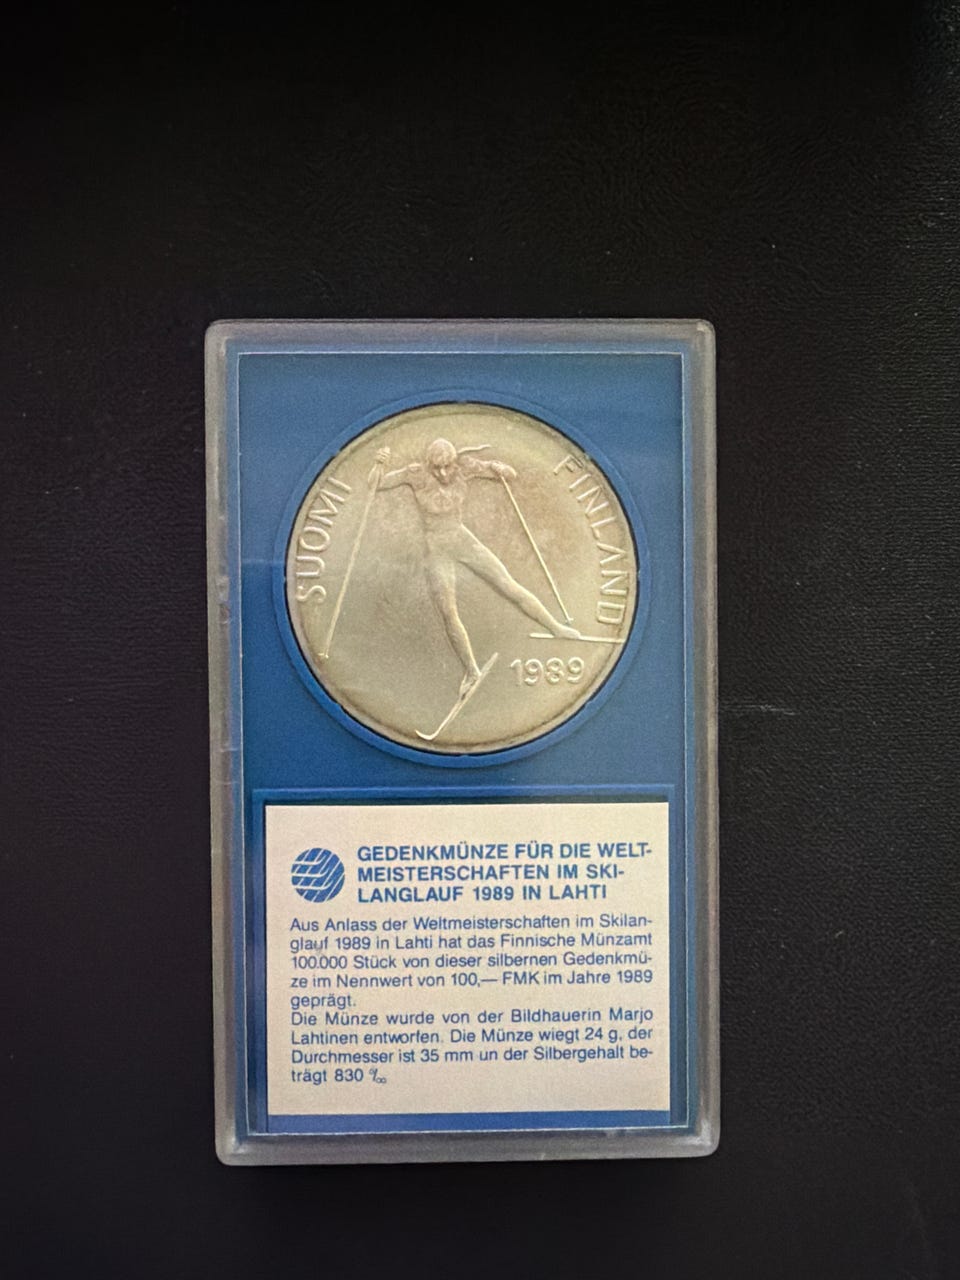 SUOMI
FINLAND
1989
GEDENKMÜNZE FÜR DIE WELT-
MEISTERSCHAFTEN IM SKI-
LANGLAUF 1989 IN LAHTI
Aus Anlass der Weltmeisterschaften im Skilan-
glauf 1989 in Lahti hat das Finnische Münzamt
100.000 Stück von dieser silbernen Gedenkmü-
ze im Nennwert von 100,— FMK im Jahre 1989
geprägt.
Die Münze wurde von der Bildhauerin Marjo
Lahtinen entworfen. Die Münze wiegt 24 g, der
Durchmesser ist 35 mm un der Silbergehalt be-
trägt 830 ‰